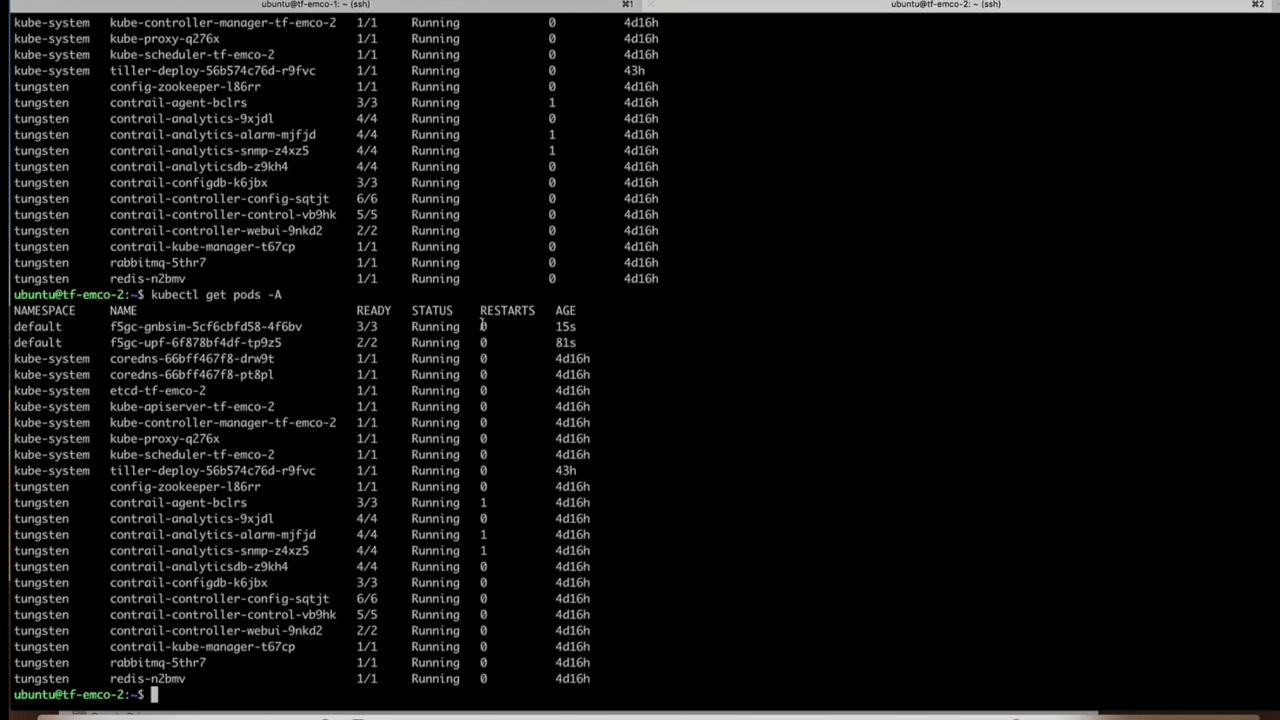 ubuntu@tf-emco-1: ~ (ssh) ⌘1 ubuntu@tf-emco-2: ~ (ssh) ⌘2
kube-system kube-controller-manager-tf-emco-2 1/1 Running 0 4d16h
kube-system kube-proxy-q276x 1/1 Running 0 4d16h
kube-system kube-scheduler-tf-emco-2 1/1 Running 0 4d16h
kube-system tiller-deploy-56b574c76d-r9fvc 1/1 Running 0 43h
tungsten config-zookeeper-l86rr 1/1 Running 0 4d16h
tungsten contrail-agent-bclrs 3/3 Running 1 4d16h
tungsten contrail-analytics-9xjdl 4/4 Running 0 4d16h
tungsten contrail-analytics-alarm-mjfjd 4/4 Running 1 4d16h
tungsten contrail-analytics-snmp-z4xz5 4/4 Running 1 4d16h
tungsten contrail-analyticsdb-z9kh4 4/4 Running 0 4d16h
tungsten contrail-configdb-k6jbx 3/3 Running 0 4d16h
tungsten contrail-controller-config-sqtjt 6/6 Running 0 4d16h
tungsten contrail-controller-control-vb9hk 5/5 Running 0 4d16h
tungsten contrail-controller-webui-9nkd2 2/2 Running 0 4d16h
tungsten contrail-kube-manager-t67cp 1/1 Running 0 4d16h
tungsten rabbitmq-5thr7 1/1 Running 0 4d16h
tungsten redis-n2bmv 1/1 Running 0 4d16h
ubuntu@tf-emco-2:~$ kubectl get pods -A
NAMESPACE NAME READY STATUS RESTARTS AGE
default f5gc-gnbsim-5cf6cbfd58-4f6bv 3/3 Running 0 15s
default f5gc-upf-6f878bf4df-tp9z5 2/2 Running 0 81s
kube-system coredns-66bff467f8-drw9t 1/1 Running 0 4d16h
kube-system coredns-66bff467f8-pt8pl 1/1 Running 0 4d16h
kube-system etcd-tf-emco-2 1/1 Running 0 4d16h
kube-system kube-apiserver-tf-emco-2 1/1 Running 0 4d16h
kube-system kube-controller-manager-tf-emco-2 1/1 Running 0 4d16h
kube-system kube-proxy-q276x 1/1 Running 0 4d16h
kube-system kube-scheduler-tf-emco-2 1/1 Running 0 4d16h
kube-system tiller-deploy-56b574c76d-r9fvc 1/1 Running 0 43h
tungsten config-zookeeper-l86rr 1/1 Running 0 4d16h
tungsten contrail-agent-bclrs 3/3 Running 1 4d16h
tungsten contrail-analytics-9xjdl 4/4 Running 0 4d16h
tungsten contrail-analytics-alarm-mjfjd 4/4 Running 1 4d16h
tungsten contrail-analytics-snmp-z4xz5 4/4 Running 1 4d16h
tungsten contrail-analyticsdb-z9kh4 4/4 Running 0 4d16h
tungsten contrail-configdb-k6jbx 3/3 Running 0 4d16h
tungsten contrail-controller-config-sqtjt 6/6 Running 0 4d16h
tungsten contrail-controller-control-vb9hk 5/5 Running 0 4d16h
tungsten contrail-controller-webui-9nkd2 2/2 Running 0 4d16h
tungsten contrail-kube-manager-t67cp 1/1 Running 0 4d16h
tungsten rabbitmq-5thr7 1/1 Running 0 4d16h
tungsten redis-n2bmv 1/1 Running 0 4d16h
ubuntu@tf-emco-2:~$